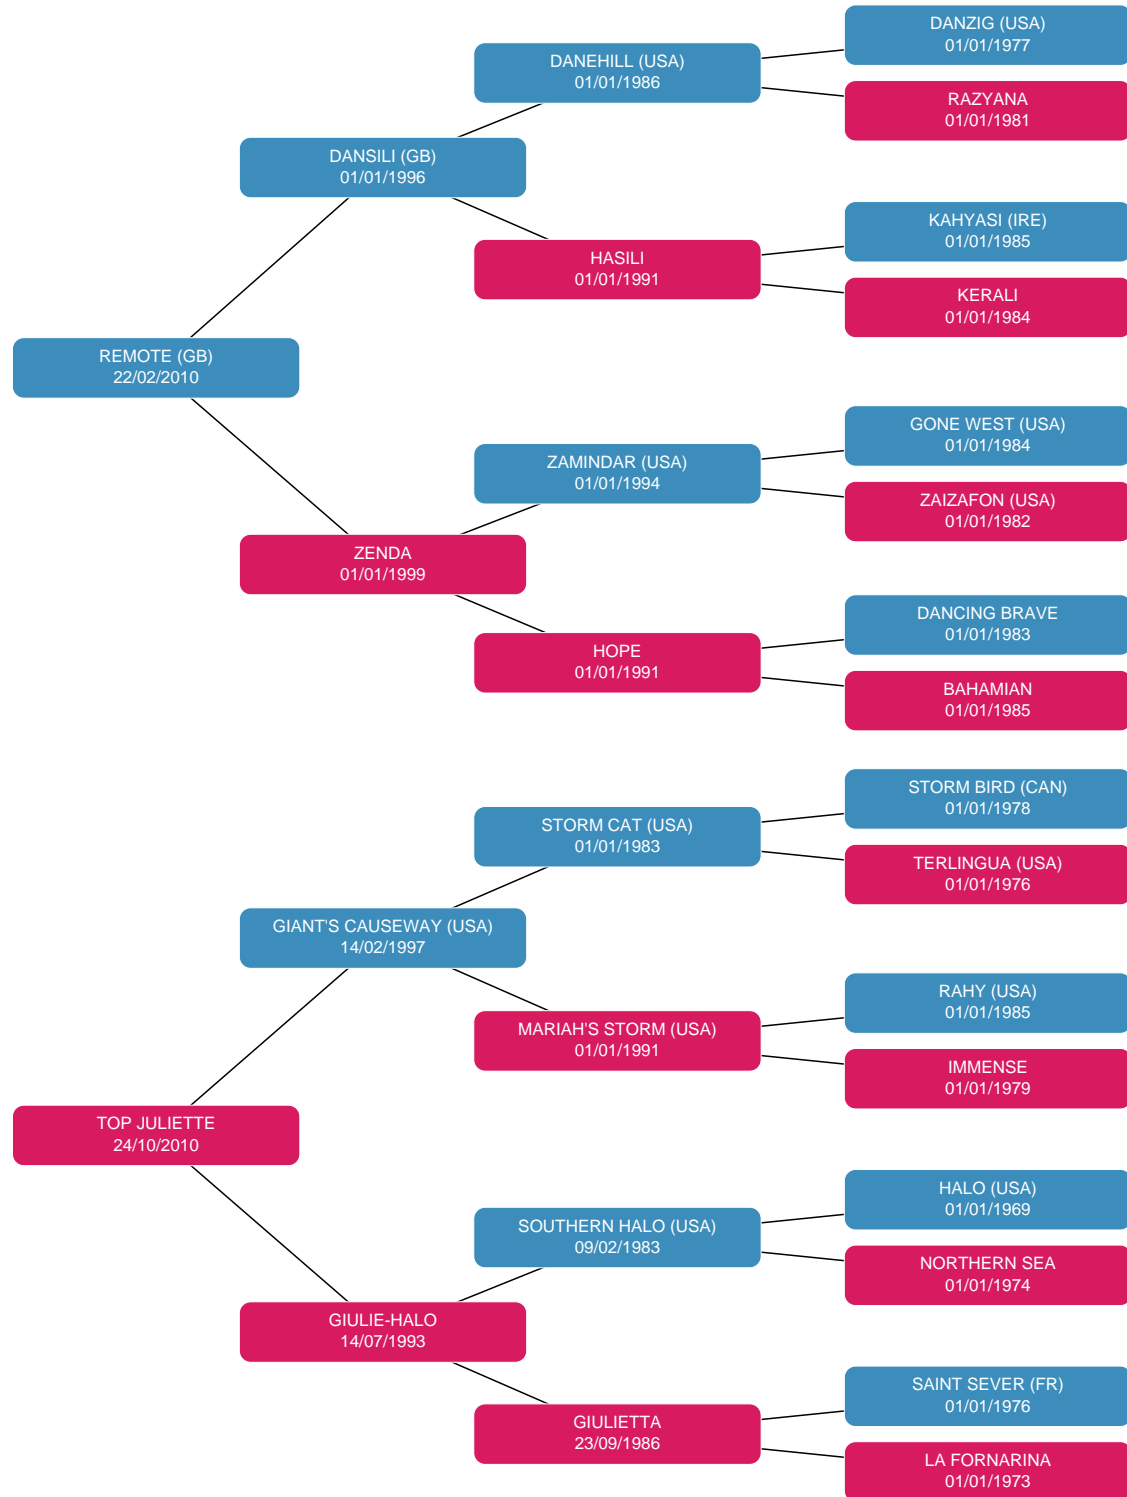 DANZIG (USA)
01/01/1977
DANEHILL (USA)
01/01/1986
RAZYANA
01/01/1981
DANSILI (GB)
01/01/1996
KAHYASI (IRE)
01/01/1985
HASILI
01/01/1991
KERALI
01/01/1984
REMOTE (GB)
22/02/2010
GONE WEST (USA)
01/01/1984
ZAMINDAR (USA)
01/01/1994
ZAIZAFON (USA)
01/01/1982
ZENDA
01/01/1999
DANCING BRAVE
01/01/1983
HOPE
01/01/1991
BAHAMIAN
01/01/1985
STORM BIRD (CAN)
01/01/1978
STORM CAT (USA)
01/01/1983
TERLINGUA (USA)
01/01/1976
GIANT'S CAUSEWAY (USA)
14/02/1997
RAHY (USA)
01/01/1985
MARIAH'S STORM (USA)
01/01/1991
IMMENSE
01/01/1979
TOP JULIETTE
24/10/2010
HALO (USA)
01/01/1969
SOUTHERN HALO (USA)
09/02/1983
NORTHERN SEA
01/01/1974
GIULIE-HALO
14/07/1993
SAINT SEVER (FR)
01/01/1976
GIULIETTA
23/09/1986
LA FORNARINA
01/01/1973